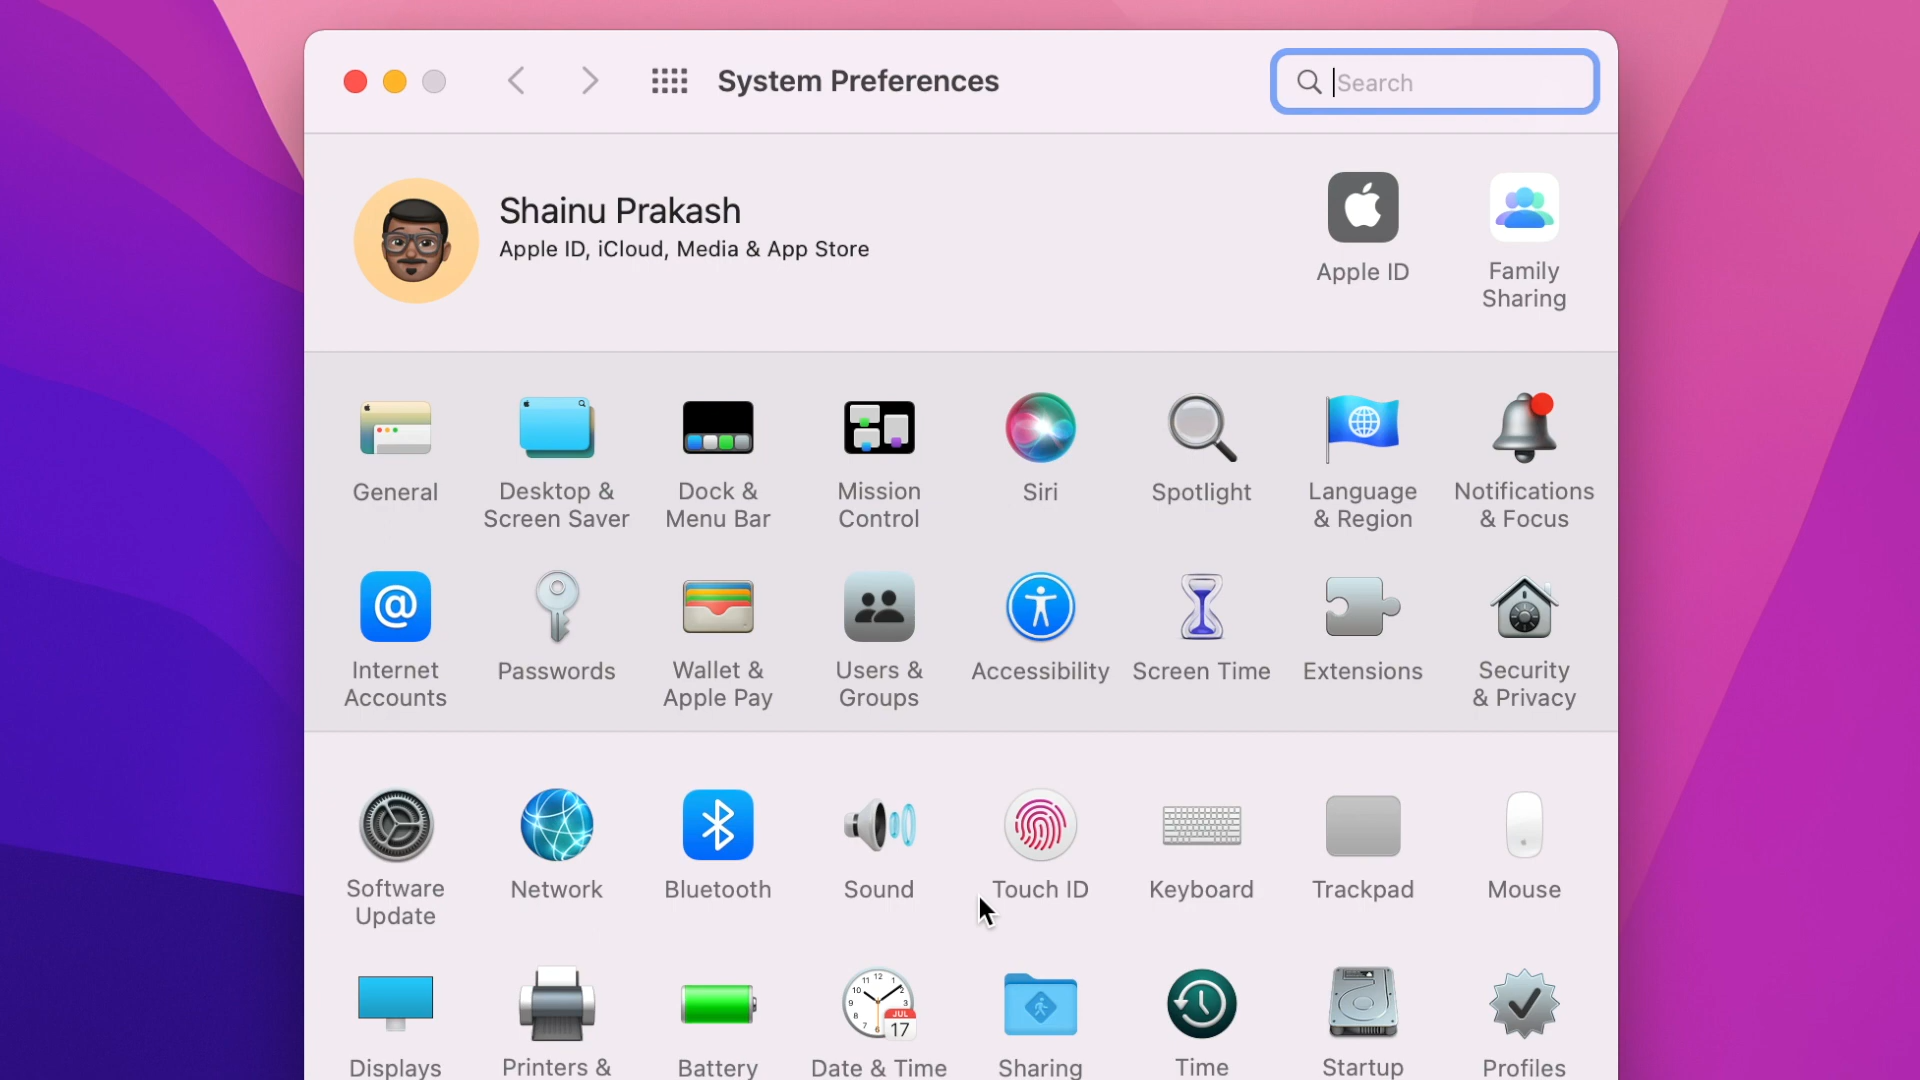 System Preferences
Search
Shainu Prakash
Apple ID, iCloud, Media & App Store
Apple ID
Family
Sharing
General
Desktop &
Screen Saver
Dock &
Menu Bar
Mission
Control
Siri
Spotlight
Language
& Region
Notifications
& Focus
Internet
Accounts
Passwords
Wallet &
Apple Pay
Users &
Groups
Accessibility
Screen Time
Extensions
Security
& Privacy
Software
Update
Network
Bluetooth
Sound
Touch ID
Keyboard
Trackpad
Mouse
JUL
17
Displays
Printers &
Battery
Date & Time
Sharing
Time
Startup
Profiles